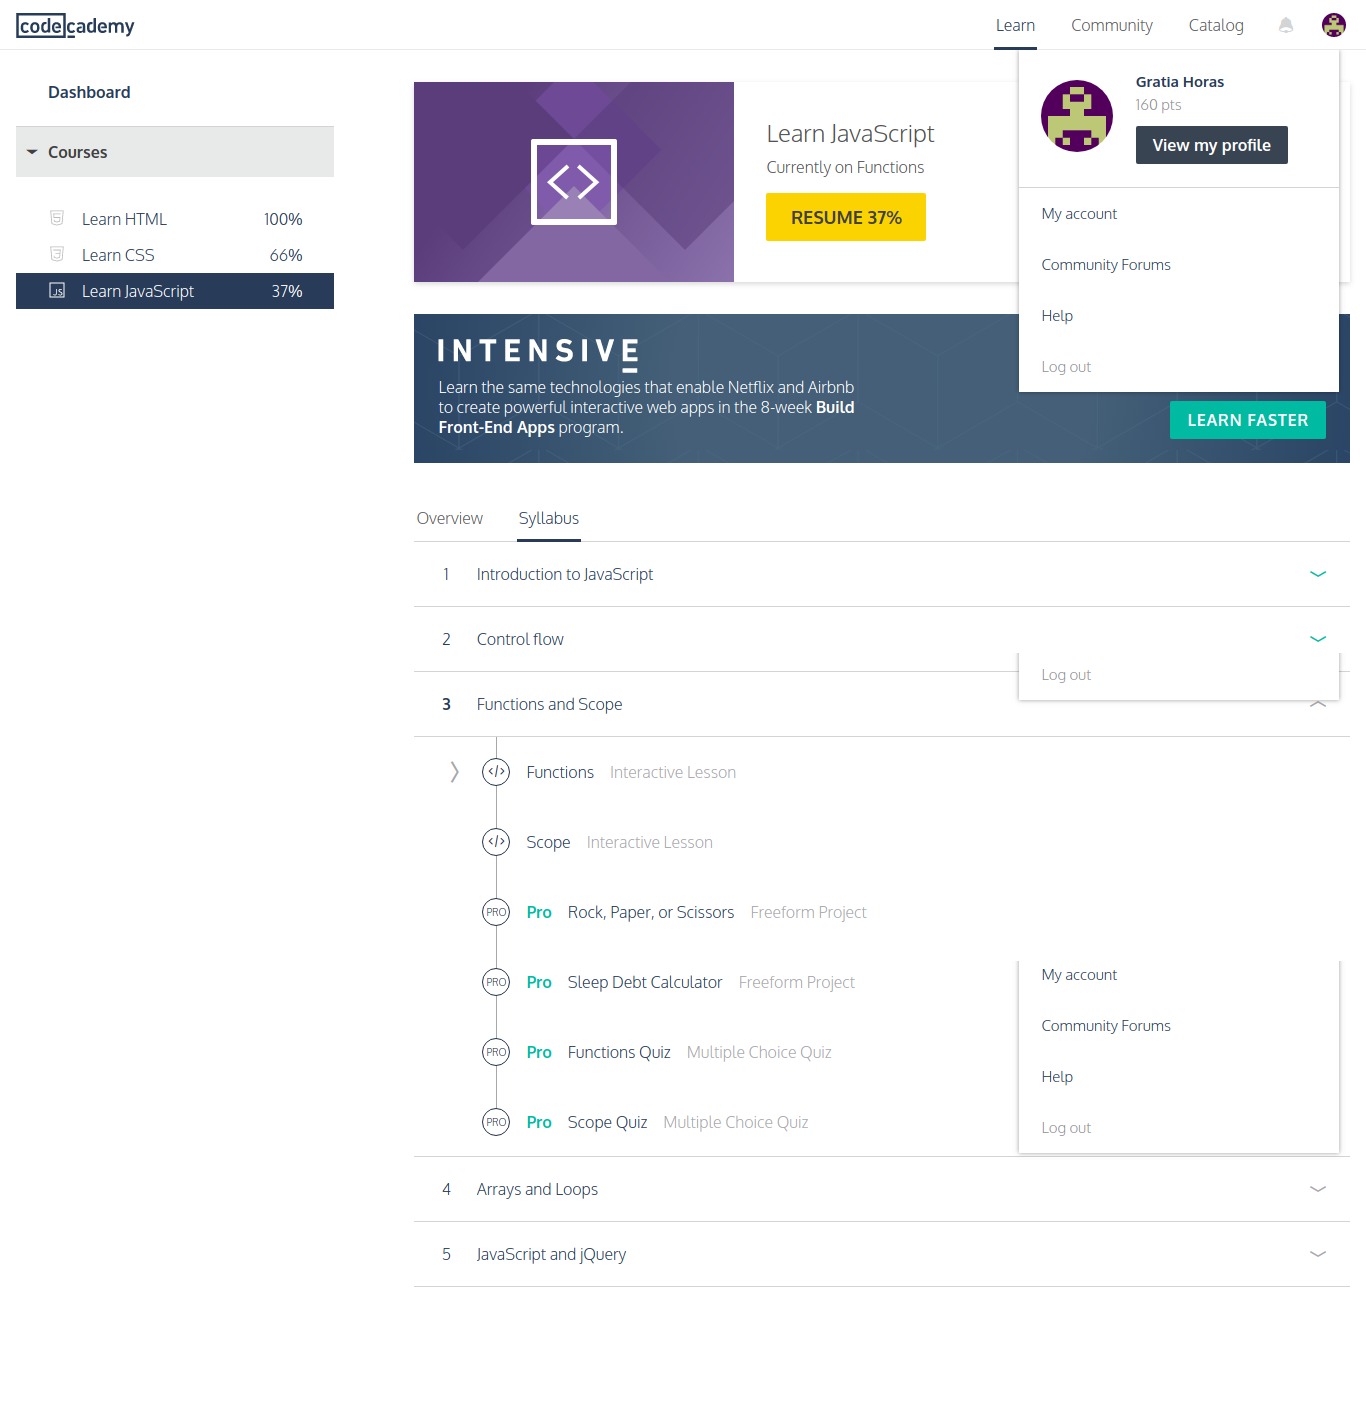 codecademy
Learn
Community
Catalog
Dashboard
Courses
Learn HTML 100%
Learn CSS 66%
Learn JavaScript 37%
JS
Learn JavaScript
Currently on Functions
RESUME 37%
Gratia Horas
160 pts
View my profile
My account
Community Forums
Help
Log out
INTENSIVE
Learn the same technologies that enable Netflix and Airbnb
to create powerful interactive web apps in the 8-week Build
Front-End Apps program.
LEARN FASTER
Overview
Syllabus
1 Introduction to JavaScript
2 Control flow
Log out
3 Functions and Scope
</> Functions Interactive Lesson
</> Scope Interactive Lesson
PRO Pro Rock, Paper, or Scissors Freeform Project
PRO Pro Sleep Debt Calculator Freeform Project
PRO Pro Functions Quiz Multiple Choice Quiz
PRO Pro Scope Quiz Multiple Choice Quiz
My account
Community Forums
Help
Log out
4 Arrays and Loops
5 JavaScript and jQuery